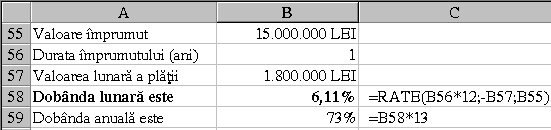 A B C
55 Valoare împrumut 15.000.000 LEI
56 Durata împrumutului (ani) 1
57 Valoarea lunară a plății 1.800.000 LEI
58 Dobânda lunară este 6,11% =RATE(B56*12;-B57;B55)
59 Dobânda anuală este 73% =B58*13